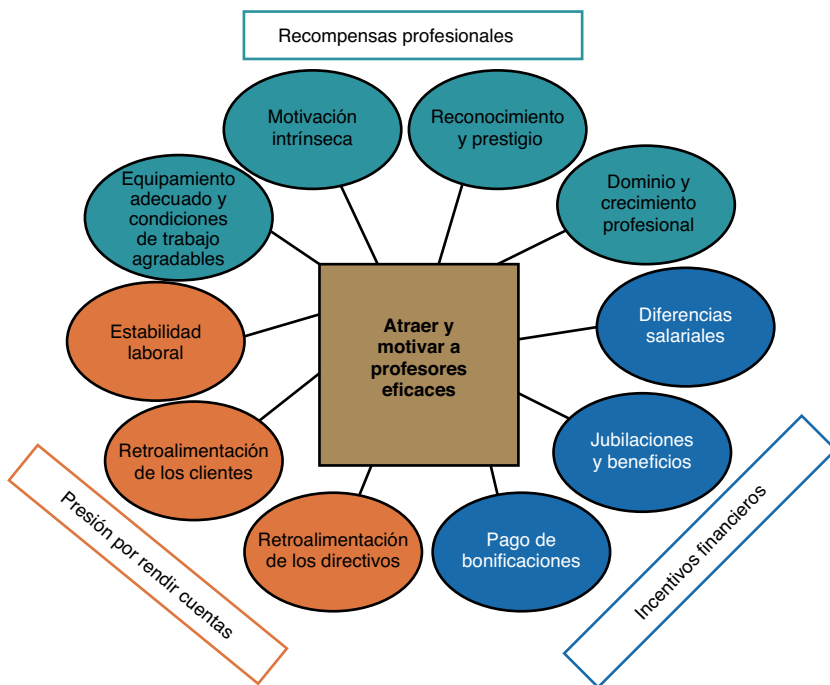 Recompensas profesionales
Motivación
intrínseca
Reconocimiento
y prestigio
Equipamiento
adecuado y
condiciones
de trabajo
agradables
Dominio y
crecimiento
profesional
Estabilidad
laboral
Atraer y
motivar a
profesores
eficaces
Diferencias
salariales
Retroalimentación
de los clientes
Jubilaciones
y beneficios
Retroalimentación
de los directivos
Pago de
bonificaciones
Presión por rendir cuentas
Incentivos financieros